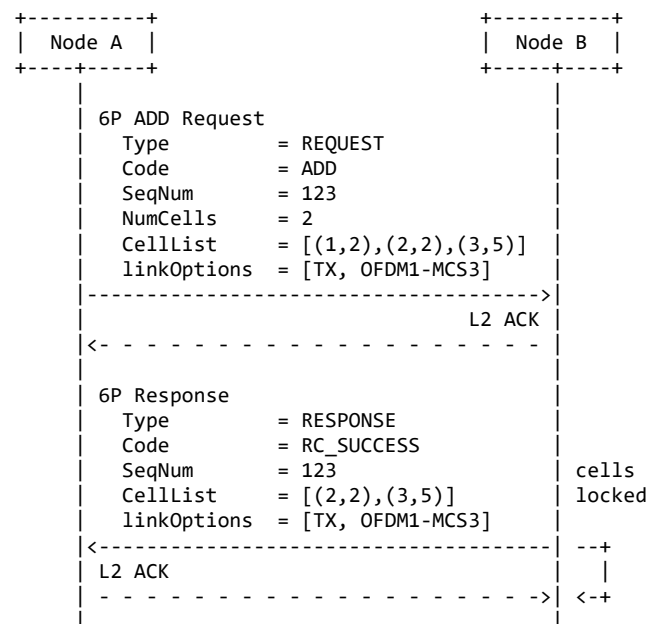 Node A Node B
6P ADD Request
Type = REQUEST
Code = ADD
SeqNum = 123
NumCells = 2
CellList = [(1,2),(2,2),(3,5)]
linkOptions = [TX, OFDM1-MCS3]
L2 ACK
6P Response
Type = RESPONSE
Code = RC_SUCCESS
SeqNum = 123 cells
CellList = [(2,2),(3,5)] locked
linkOptions = [TX, OFDM1-MCS3]
L2 ACK